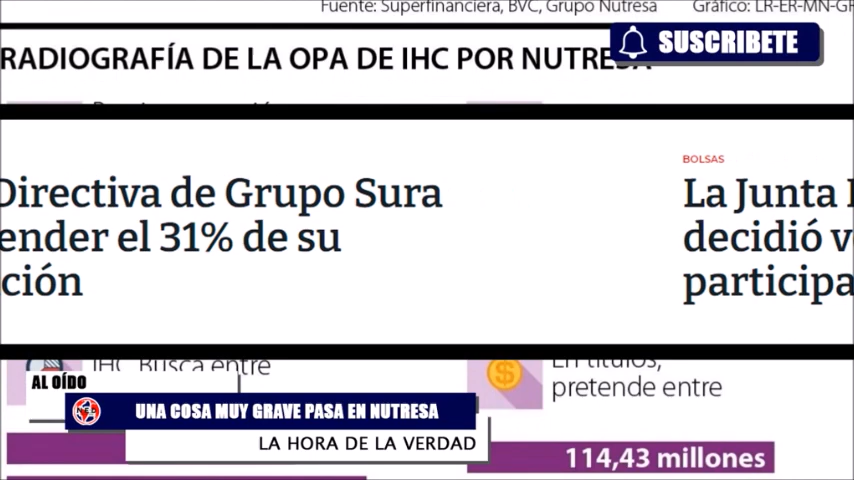 Fuente: Superfinanciera, BVC, Grupo Nutresa
Gráfico: LR-ER-MN-GR
SUSCRIBETE
RADIOGRAFÍA DE LA OPA DE IHC POR NUTRESA
BOLSAS
Directiva de Grupo Sura
ender el 31% de su
ción
La Junta
decidió v
participa
IHC Busca entre
En títulos,
pretende entre
AL OÍDO
UNA COSA MUY GRAVE PASA EN NUTRESA
LA HORA DE LA VERDAD
114,43 millones